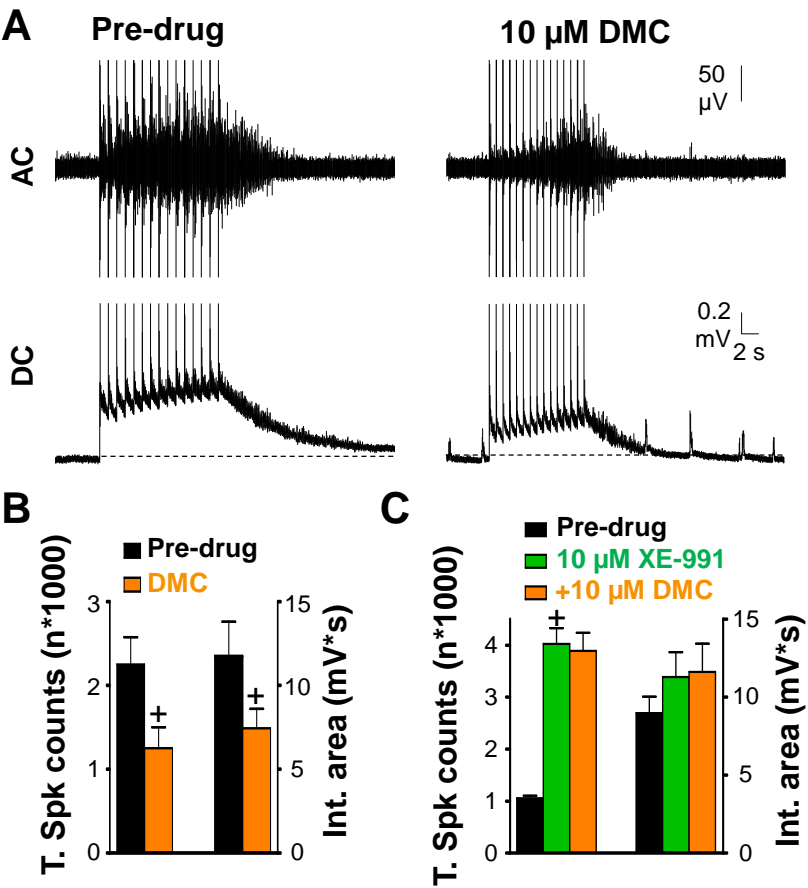 A
Pre-drug
10 µM DMC
50
µV
AC
0.2
mV
2 s
DC
B
Pre-drug
DMC
T. Spk counts (n*1000)
3
2
1
0
+
+
15
10
5
0
Int. area (mV*s)
C
Pre-drug
10 µM XE-991
+10 µM DMC
T. Spk counts (n*1000)
4
3
2
1
0
+
15
10
5
0
Int. area (mV*s)